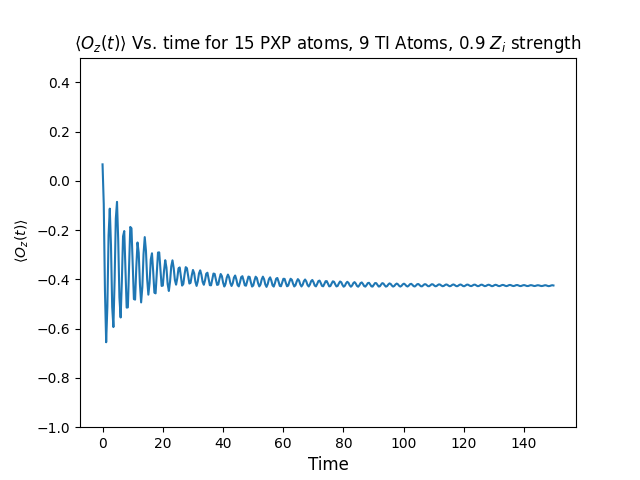 ⟨O_z(t)⟩ Vs. time for 15 PXP atoms, 9 TI Atoms, 0.9 Z_i strength
0.4
0.2
0.0
−0.2
−0.4
−0.6
−0.8
−1.0
⟨O_z(t)⟩
0 20 40 60 80 100 120 140
Time